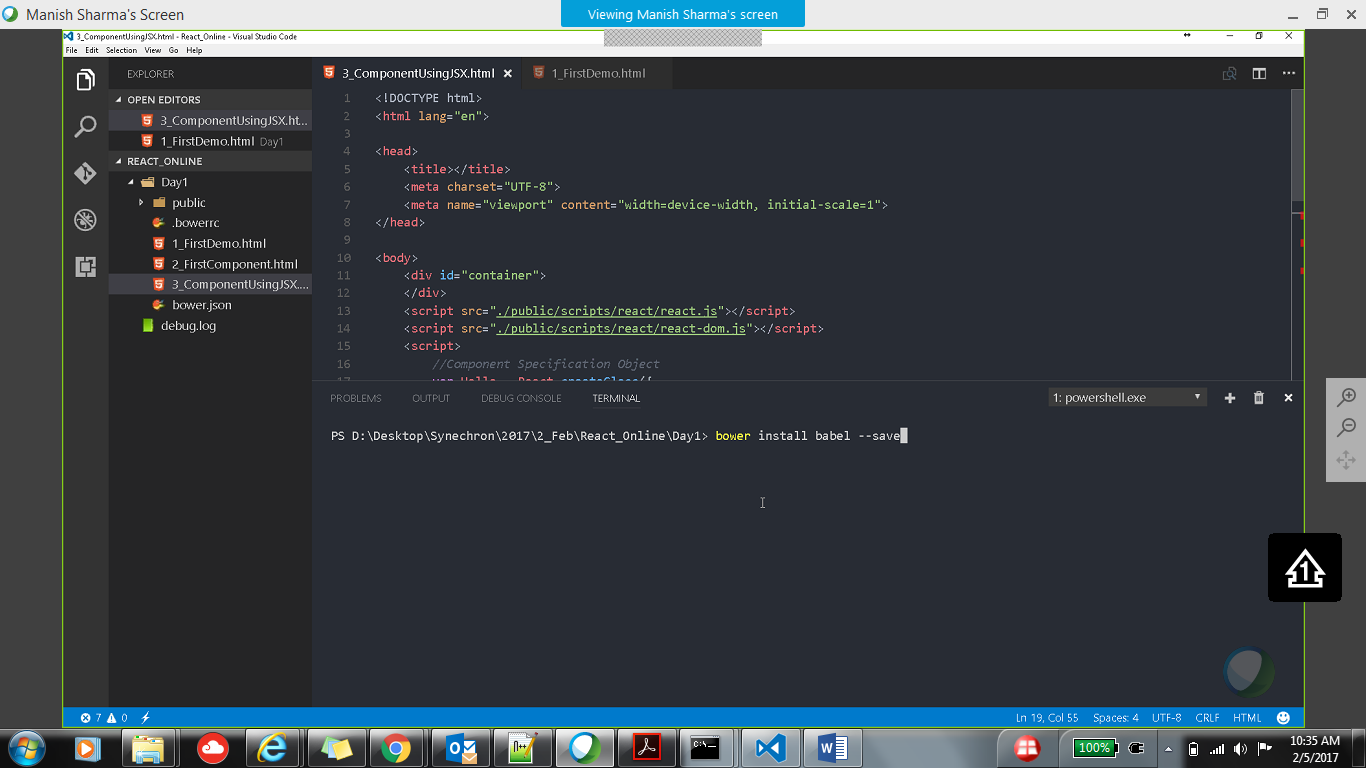 Manish Sharma's Screen
Viewing Manish Sharma's screen
3_ComponentUsingJSX.html - React_Online - Visual Studio Code
File Edit Selection View Go Help
EXPLORER
OPEN EDITORS
3_ComponentUsingJSX.ht...
1_FirstDemo.html Day1
REACT_ONLINE
Day1
public
.bowerrc
1_FirstDemo.html
2_FirstComponent.html
3_ComponentUsingJSX....
bower.json
debug.log
3_ComponentUsingJSX.html
1_FirstDemo.html
1 <!DOCTYPE html>
2 <html lang="en">
3
4 <head>
5 <title></title>
6 <meta charset="UTF-8">
7 <meta name="viewport" content="width=device-width, initial-scale=1">
8 </head>
9
10 <body>
11 <div id="container">
12 </div>
13 <script src="./public/scripts/react/react.js"></script>
14 <script src="./public/scripts/react/react-dom.js"></script>
15 <script>
16 //Component Specification Object
PROBLEMS OUTPUT DEBUG CONSOLE TERMINAL
1: powershell.exe
PS D:\Desktop\Synechron\2017\2_Feb\React_Online\Day1> bower install babel --save
7 0
Ln 19, Col 55 Spaces: 4 UTF-8 CRLF HTML
100%
10:35 AM
2/5/2017